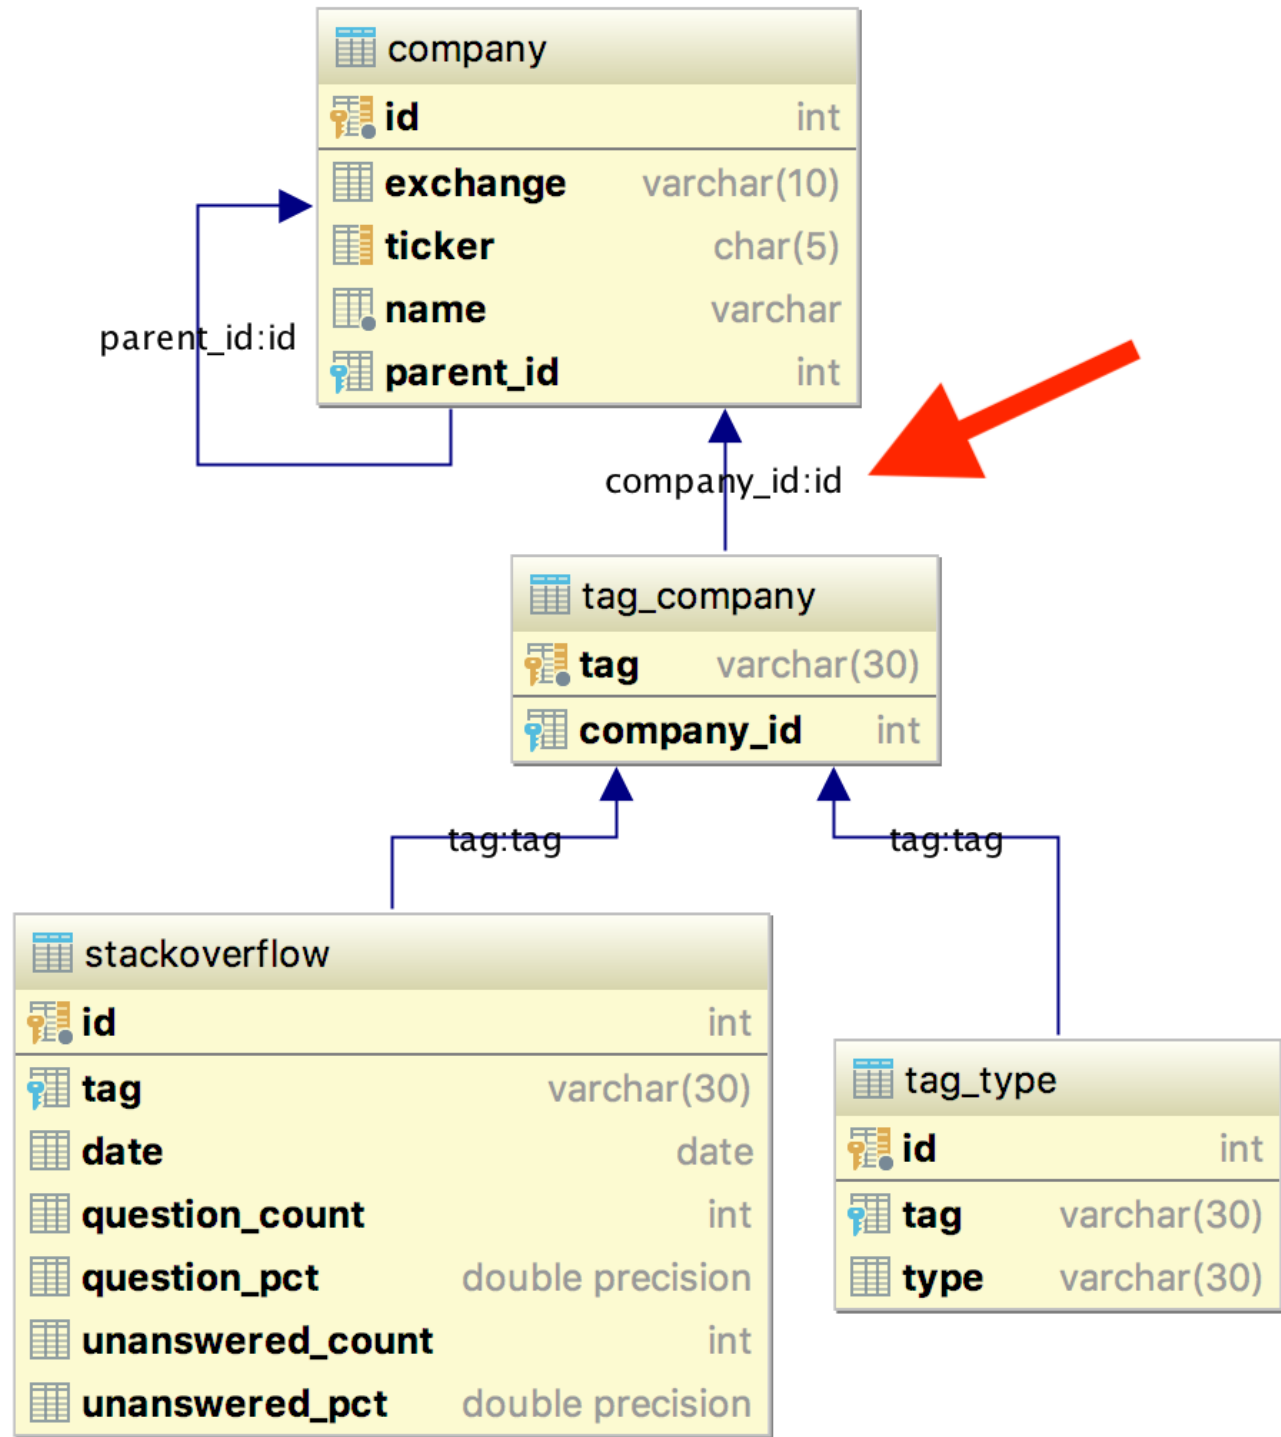 company
id int
exchange varchar(10)
ticker char(5)
name varchar
parent_id int
parent_id:id
company_id:id
tag_company
tag varchar(30)
company_id int
tag:tag
tag:tag
stackoverflow
id int
tag varchar(30)
date date
question_count int
question_pct double precision
unanswered_count int
unanswered_pct double precision
tag_type
id int
tag varchar(30)
type varchar(30)